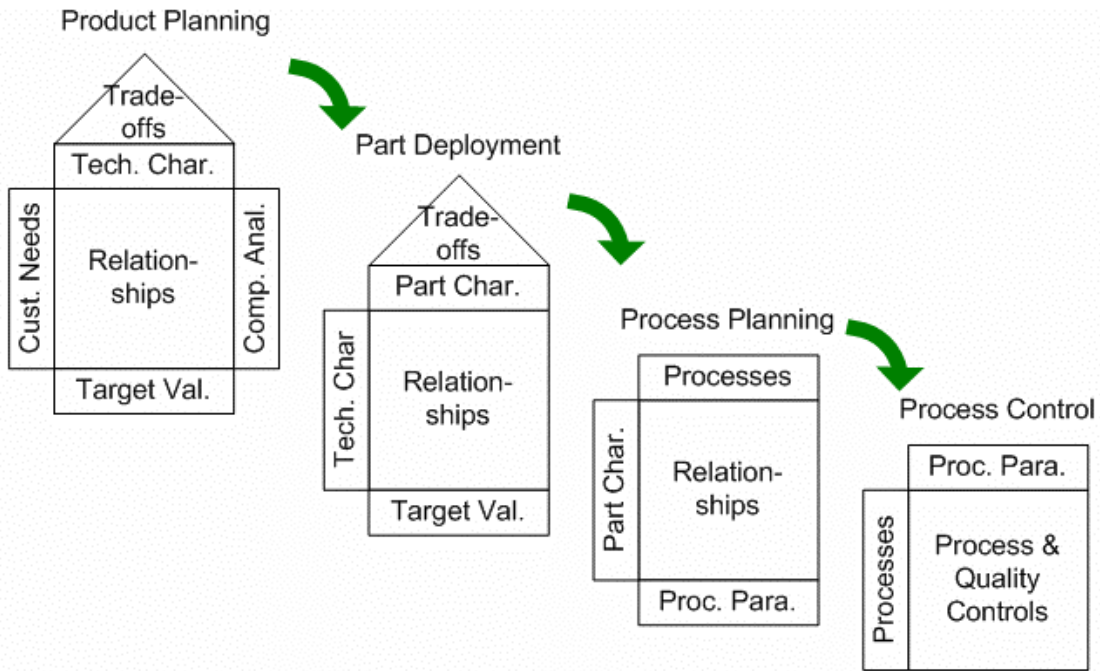 Product Planning
Trade-
offs
Tech. Char.
Cust. Needs
Relation-
ships
Comp. Anal.
Target Val.
Part Deployment
Trade-
offs
Part Char.
Tech. Char
Relation-
ships
Target Val.
Process Planning
Processes
Part Char.
Relation-
ships
Proc. Para.
Process Control
Proc. Para.
Processes
Process &
Quality
Controls